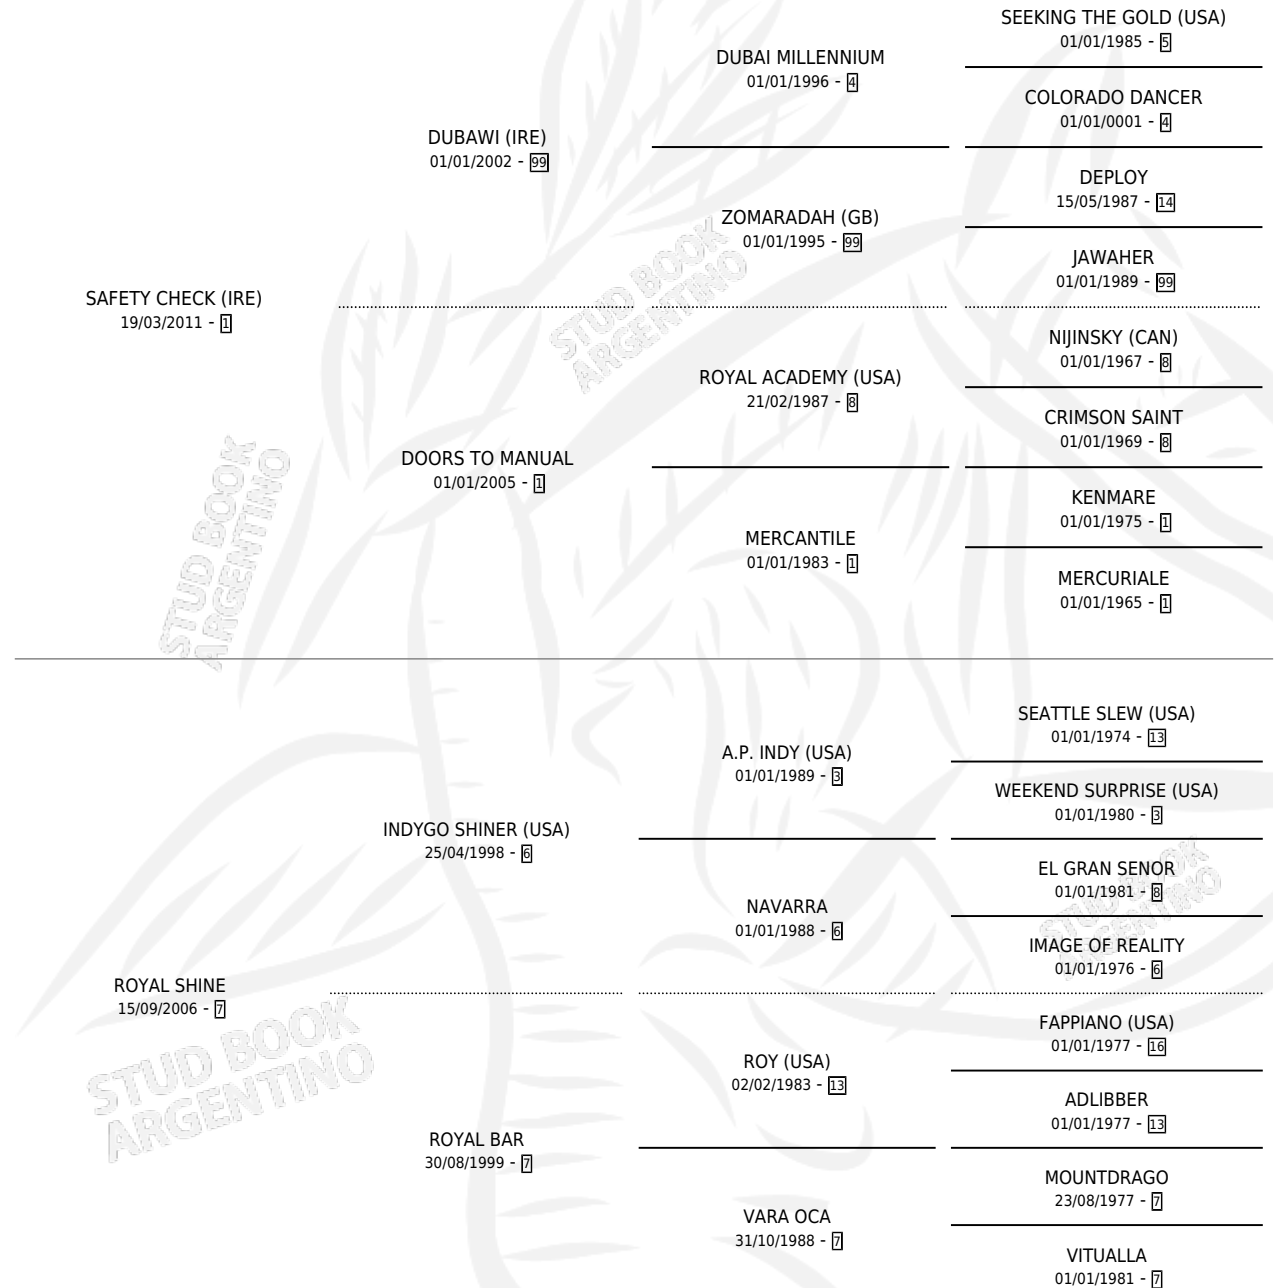 SEEKING THE GOLD (USA)
01/01/1985 - 5
DUBAI MILLENNIUM
01/01/1996 - 4
COLORADO DANCER
01/01/0001 - 4
DUBAWI (IRE)
01/01/2002 - 99
DEPLOY
15/05/1987 - 14
ZOMARADAH (GB)
01/01/1995 - 99
JAWAHER
01/01/1989 - 99
SAFETY CHECK (IRE)
19/03/2011 - 1
STUD BOOK
ARGENTINO
NIJINSKY (CAN)
01/01/1967 - 8
ROYAL ACADEMY (USA)
21/02/1987 - 8
CRIMSON SAINT
01/01/1969 - 8
DOORS TO MANUAL
01/01/2005 - 1
KENMARE
01/01/1975 - 1
MERCANTILE
01/01/1983 - 1
MERCURIALE
01/01/1965 - 1
STUD BOOK
ARGENTINO
SEATTLE SLEW (USA)
01/01/1974 - 13
A.P. INDY (USA)
01/01/1989 - 3
WEEKEND SURPRISE (USA)
01/01/1980 - 3
INDYGO SHINER (USA)
25/04/1998 - 6
EL GRAN SENOR
01/01/1981 - 8
NAVARRA
01/01/1988 - 6
IMAGE OF REALITY
01/01/1976 - 6
STUD BOOK
ARGENTINO
ROYAL SHINE
15/09/2006 - 7
FAPPIANO (USA)
01/01/1977 - 16
ROY (USA)
02/02/1983 - 13
ADLIBBER
01/01/1977 - 13
STUD BOOK
ARGENTINO
ROYAL BAR
30/08/1999 - 7
MOUNTDRAGO
23/08/1977 - 7
VARA OCA
31/10/1988 - 7
VITUALLA
01/01/1981 - 7